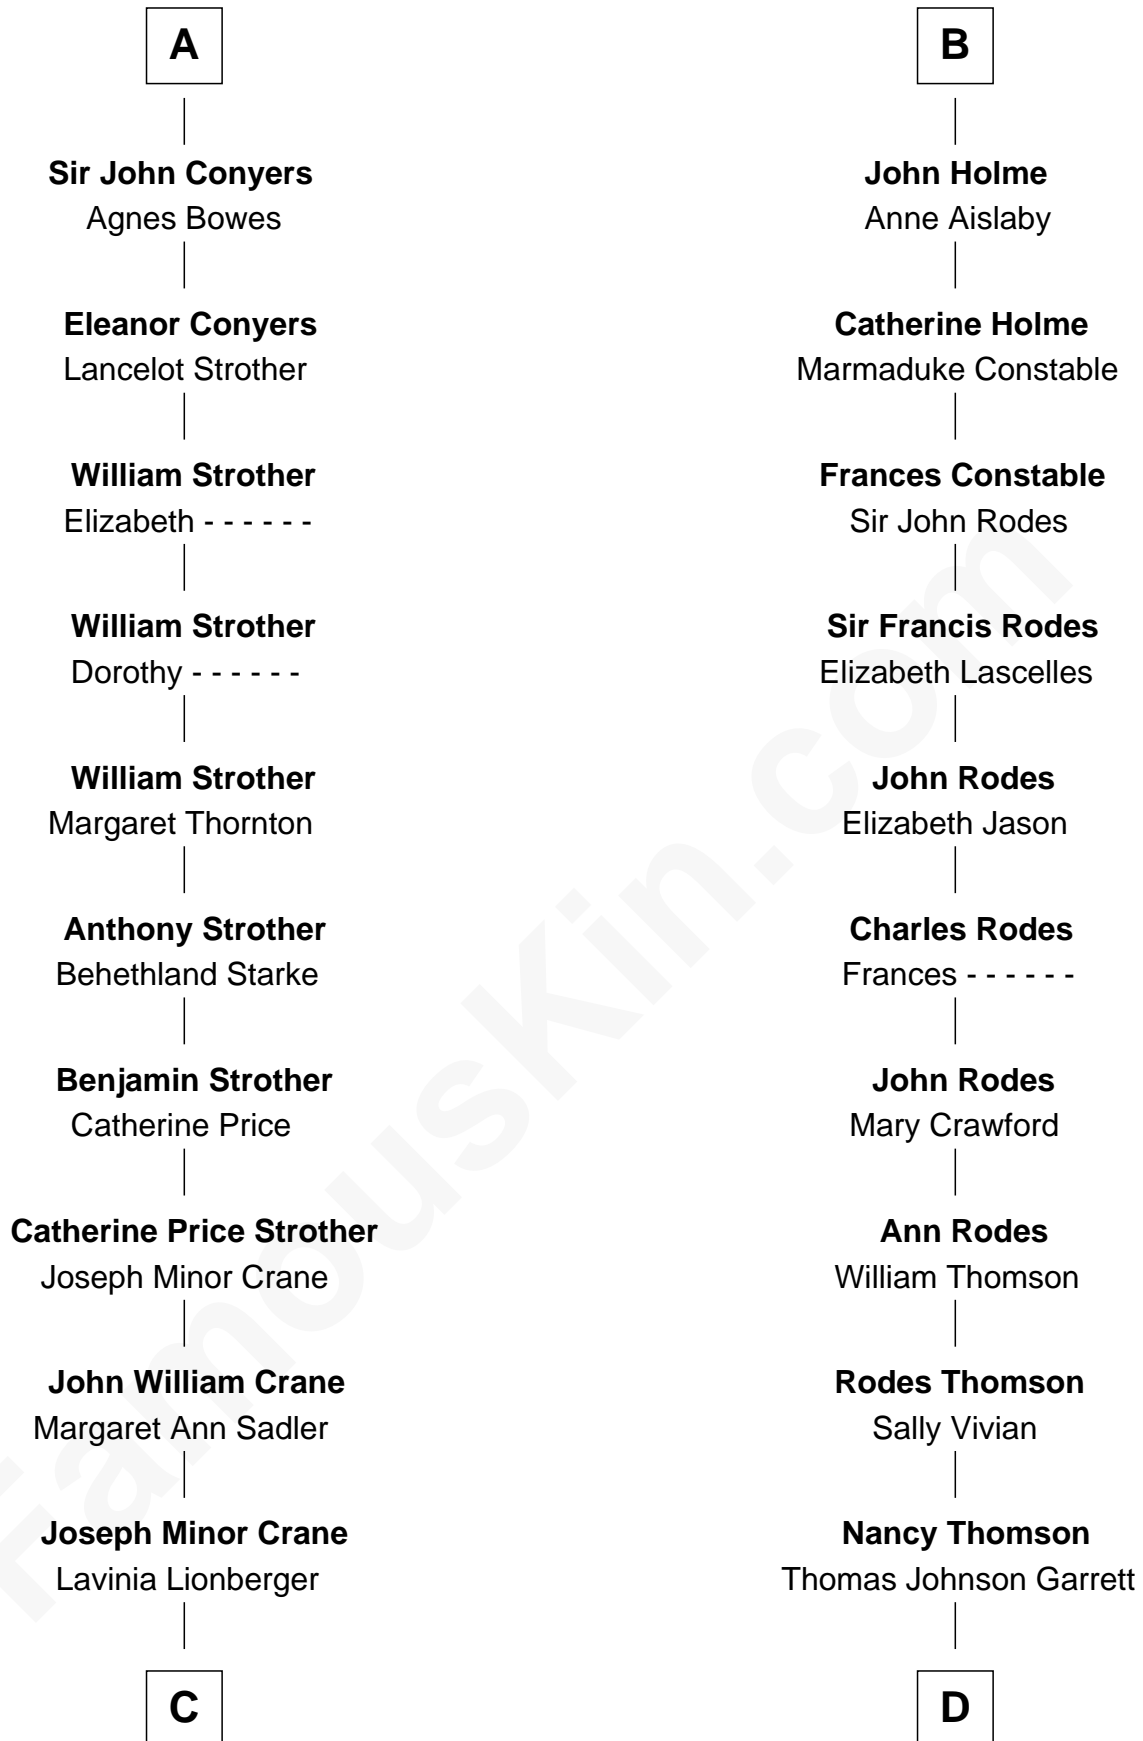 A
Sir John Conyers
Agnes Bowes
Eleanor Conyers
Lancelot Strother
William Strother
Elizabeth - - - - - -
William Strother
Dorothy - - - - - -
William Strother
Margaret Thornton
Anthony Strother
Behethland Starke
Benjamin Strother
Catherine Price
Catherine Price Strother
Joseph Minor Crane
John William Crane
Margaret Ann Sadler
Joseph Minor Crane
Lavinia Lionberger
C
B
John Holme
Anne Aislaby
Catherine Holme
Marmaduke Constable
Frances Constable
Sir John Rodes
Sir Francis Rodes
Elizabeth Lascelles
John Rodes
Elizabeth Jason
Charles Rodes
Frances - - - - - -
John Rodes
Mary Crawford
Ann Rodes
William Thomson
Rodes Thomson
Sally Vivian
Nancy Thomson
Thomas Johnson Garrett
D
FamousKin.com